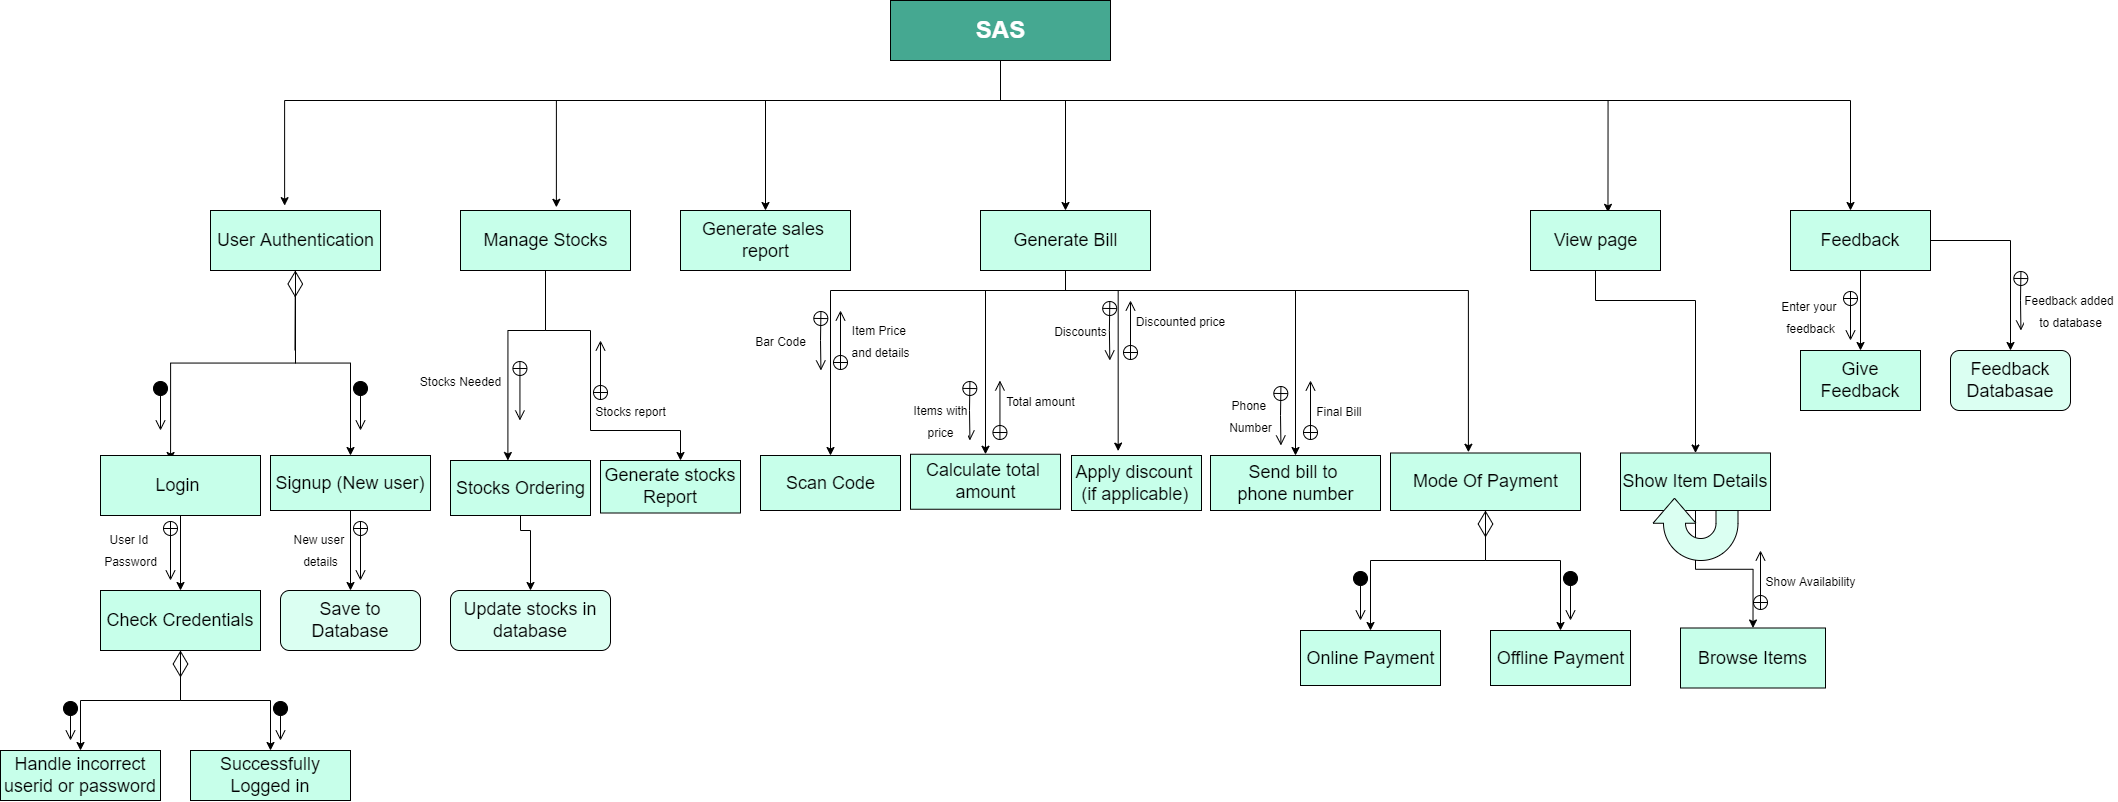 SAS
User Authentication
Manage Stocks
Generate sales
report
Generate Bill
View page
Feedback
Enter your
feedback
Feedback added
to database
Bar Code
Item Price
and details
Discounts
Discounted price
Stocks Needed
Stocks report
Items with
price
Total amount
Phone
Number
Final Bill
Give
Feedback
Feedback
Databasae
Login
Signup (New user)
Stocks Ordering
Generate stocks
Report
Scan Code
Calculate total
amount
Apply discount
(if applicable)
Send bill to
phone number
Mode Of Payment
Show Item Details
User Id
Password
New user
details
Show Availability
Check Credentials
Save to
Database
Update stocks in
database
Online Payment
Offline Payment
Browse Items
Handle incorrect
userid or password
Successfully
Logged in